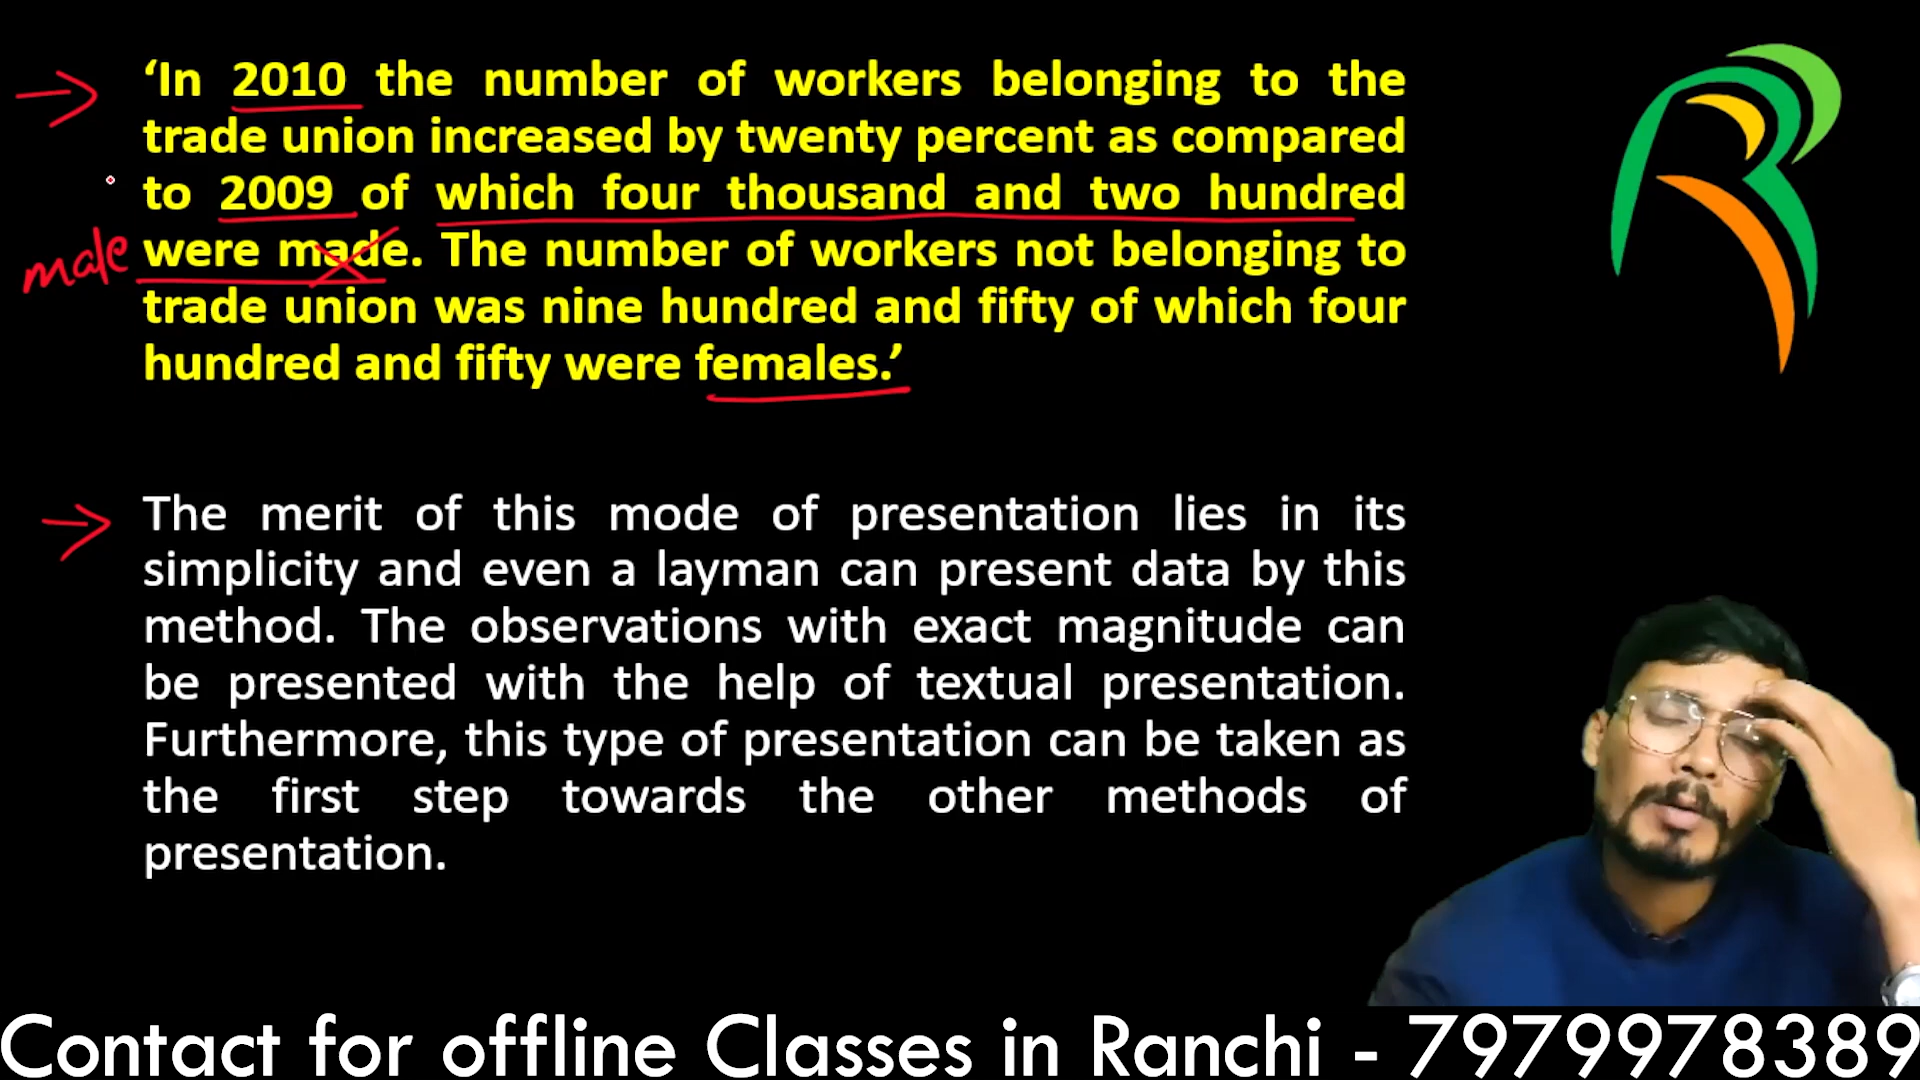 ‘In 2010 the number of workers belonging to the
trade union increased by twenty percent as compared
to 2009 of which four thousand and two hundred
male were made. The number of workers not belonging to
trade union was nine hundred and fifty of which four
hundred and fifty were females.’
The merit of this mode of presentation lies in its
simplicity and even a layman can present data by this
method. The observations with exact magnitude can
be presented with the help of textual presentation.
Furthermore, this type of presentation can be taken as
the first step towards the other methods of
presentation.
Contact for offline Classes in Ranchi - 7979978389